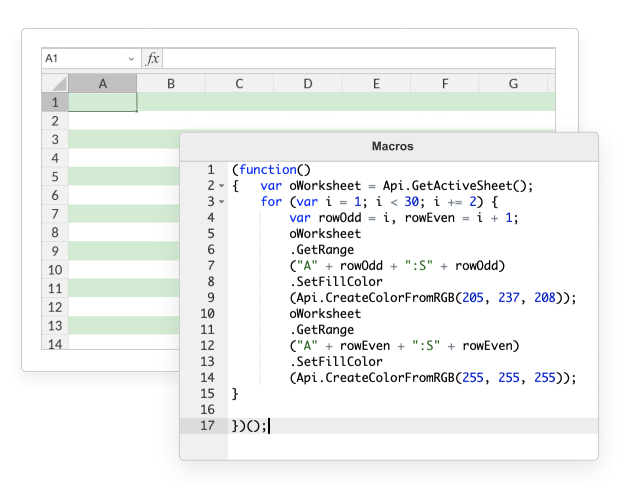 A1 fx
A B C D E F G
1
2
3
4
5
6
7
8
9
10
11
12
13
14
Macros
1 (function()
2 { var oWorksheet = Api.GetActiveSheet();
3 for (var i = 1; i < 30; i += 2) {
4 var rowOdd = i, rowEven = i + 1;
5 oWorksheet
6 .GetRange
7 ("A" + rowOdd + ":S" + rowOdd)
8 .SetFillColor
9 (Api.CreateColorFromRGB(205, 237, 208));
10 oWorksheet
11 .GetRange
12 ("A" + rowEven + ":S" + rowEven)
13 .SetFillColor
14 (Api.CreateColorFromRGB(255, 255, 255));
15 }
16
17 })();